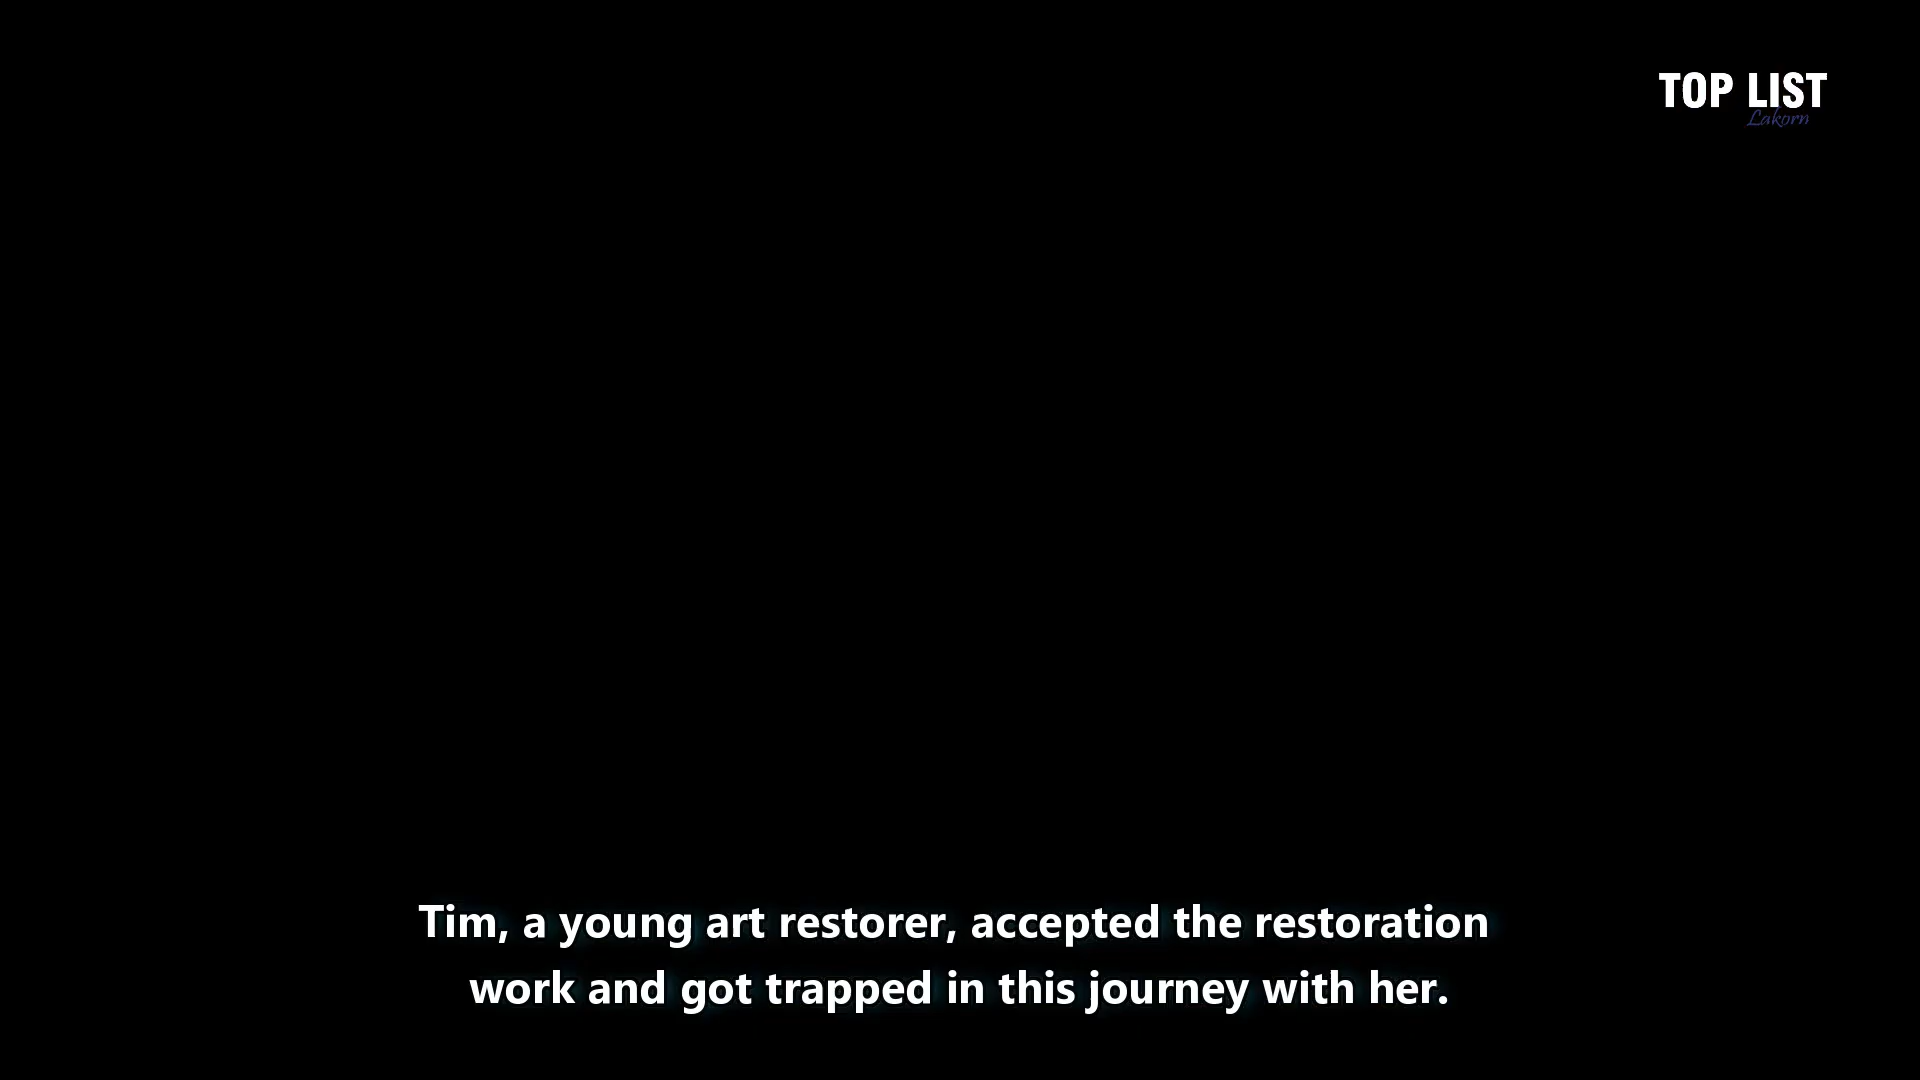 TOP LIST
Lakorn
Tim, a young art restorer, accepted the restoration
work and got trapped in this journey with her.